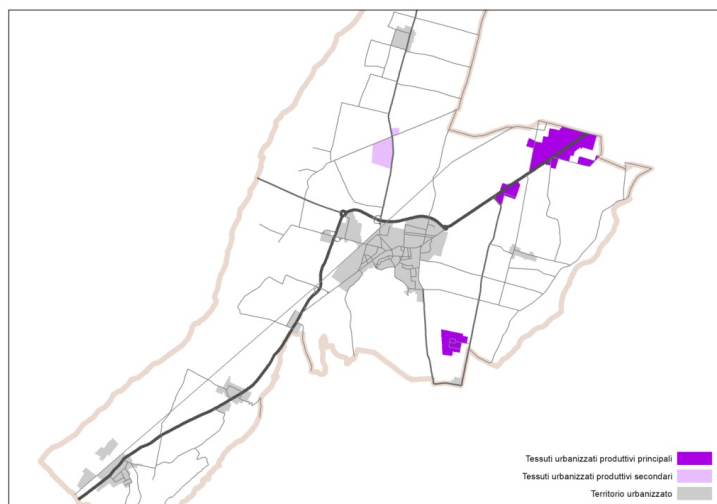 Tessuti urbanizzati produttivi principali
Tessuti urbanizzati produttivi secondari
Territorio urbanizzato